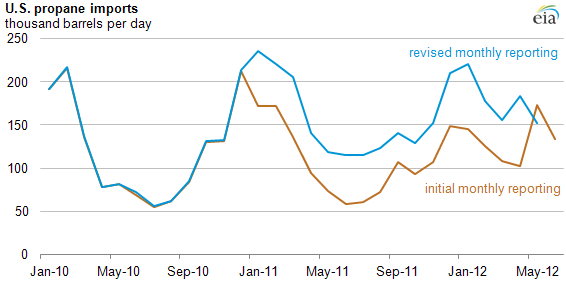 U.S. propane imports
thousand barrels per day
eia
250
revised monthly reporting
200
150
100
initial monthly reporting
50
0
Jan-10 May-10 Sep-10 Jan-11 May-11 Sep-11 Jan-12 May-12